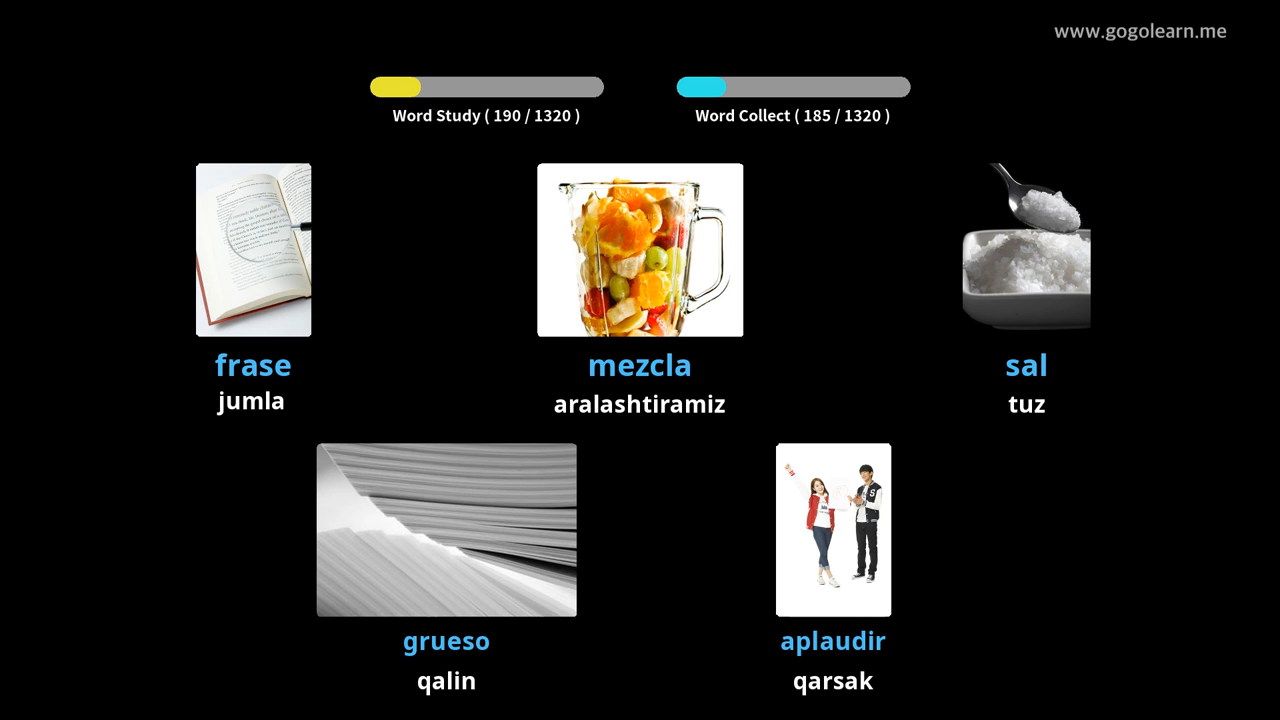 www.gogolearn.me
Word Study ( 190 / 1320 )
Word Collect ( 185 / 1320 )
frase
jumla
mezcla
aralashtiramiz
sal
tuz
grueso
qalin
aplaudir
qarsak